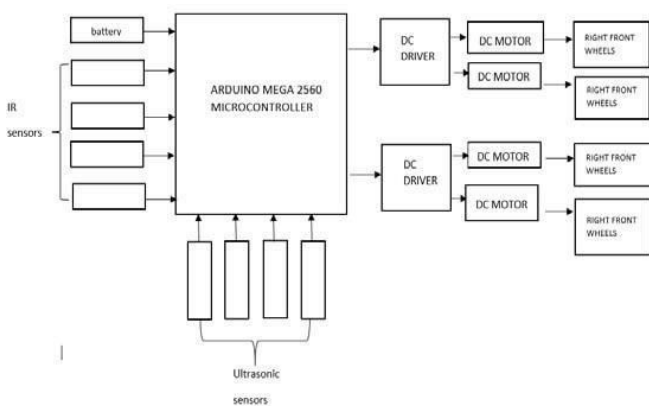 battery
IR
sensors
ARDUINO MEGA 2560
MICROCONTROLLER
DC
DRIVER
DC MOTOR
DC MOTOR
RIGHT FRONT
WHEELS
RIGHT FRONT
WHEELS
DC
DRIVER
DC MOTOR
DC MOTOR
RIGHT FRONT
WHEELS
RIGHT FRONT
WHEELS
Ultrasonic
sensors